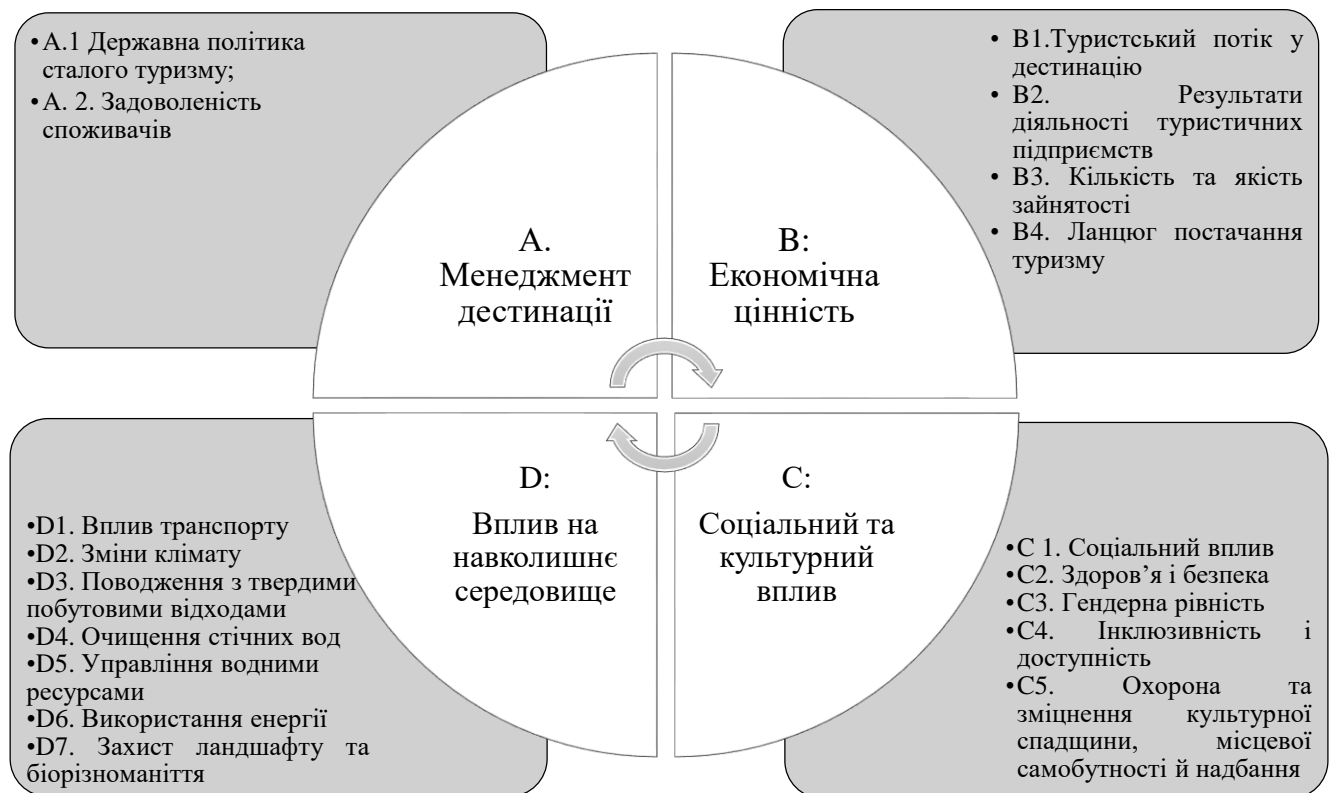 •А.1 Державна політика
сталого туризму;
•А. 2. Задоволеність
споживачів
• В1.Туристський потік у
дестинацію
• В2. Результати
діяльності туристичних
підприємств
• В3. Кількість та якість
зайнятості
• В4. Ланцюг постачання
туризму
А.
Менеджмент
дестинації
В:
Економічна
цінність
D:
Вплив на
навколишнє
середовище
С:
Соціальний та
культурний
вплив
•D1. Вплив транспорту
•D2. Зміни клімату
•D3. Поводження з твердими
побутовими відходами
•D4. Очищення стічних вод
•D5. Управління водними
ресурсами
•D6. Використання енергії
•D7. Захист ландшафту та
біорізноманіття
•С 1. Соціальний вплив
•С2. Здоров’я і безпека
•С3. Гендерна рівність
•С4. Інклюзивність і
доступність
•С5. Охорона та
зміцнення культурної
спадщини, місцевої
самобутності й надбання